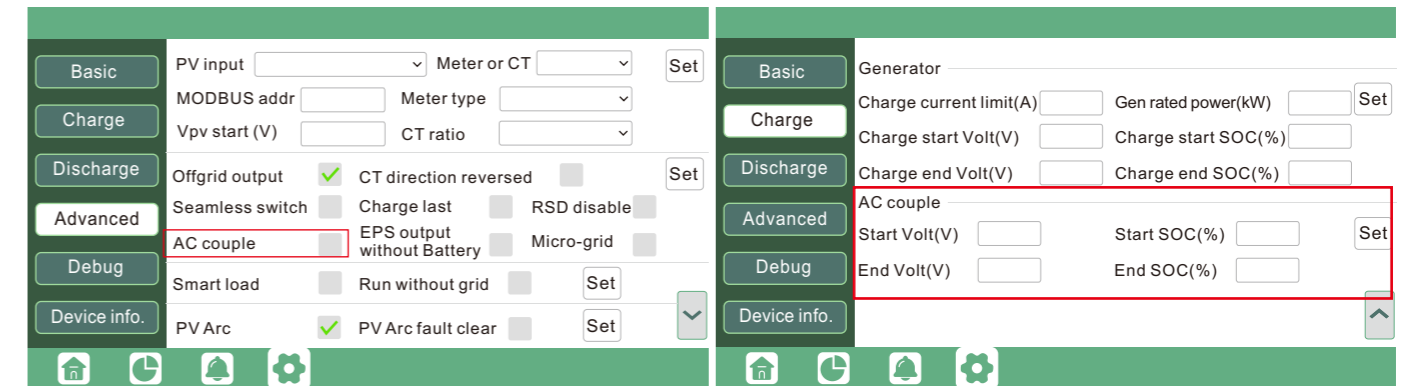 Basic
Charge
Discharge
Advanced
Debug
Device info.
PV input Meter or CT Set
MODBUS addr Meter type
Vpv start (V) CT ratio
Offgrid output CT direction reversed Set
Seamless switch Charge last RSD disable
AC couple EPS output without Battery Micro-grid
Smart load Run without grid Set
PV Arc PV Arc fault clear Set
Basic
Charge
Discharge
Advanced
Debug
Device info.
Generator
Charge current limit(A) Gen rated power(kW) Set
Charge start Volt(V) Charge start SOC(%)
Charge end Volt(V) Charge end SOC(%)
AC couple
Start Volt(V) Start SOC(%) Set
End Volt(V) End SOC(%)